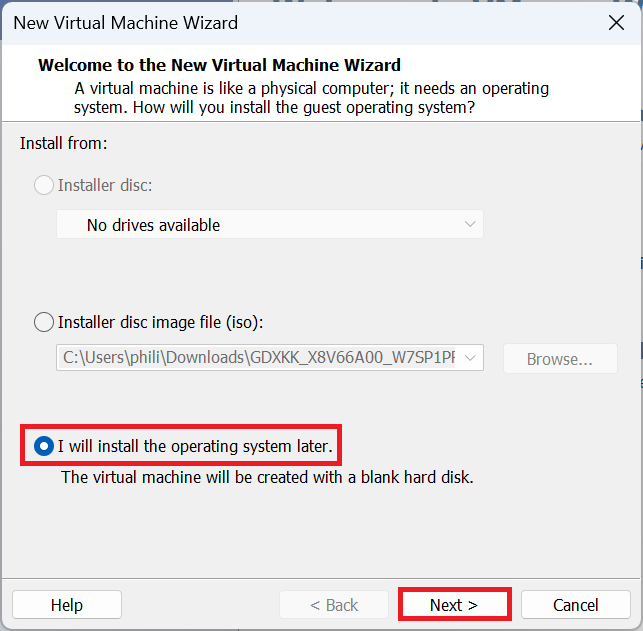 New Virtual Machine Wizard
Welcome to the New Virtual Machine Wizard
A virtual machine is like a physical computer; it needs an operating
system. How will you install the guest operating system?
Install from:
Installer disc:
No drives available
Installer disc image file (iso):
C:\Users\phili\Downloads\GDXKK_X8V66A00_W7SP1PF
Browse...
I will install the operating system later.
The virtual machine will be created with a blank hard disk.
Help
< Back
Next >
Cancel